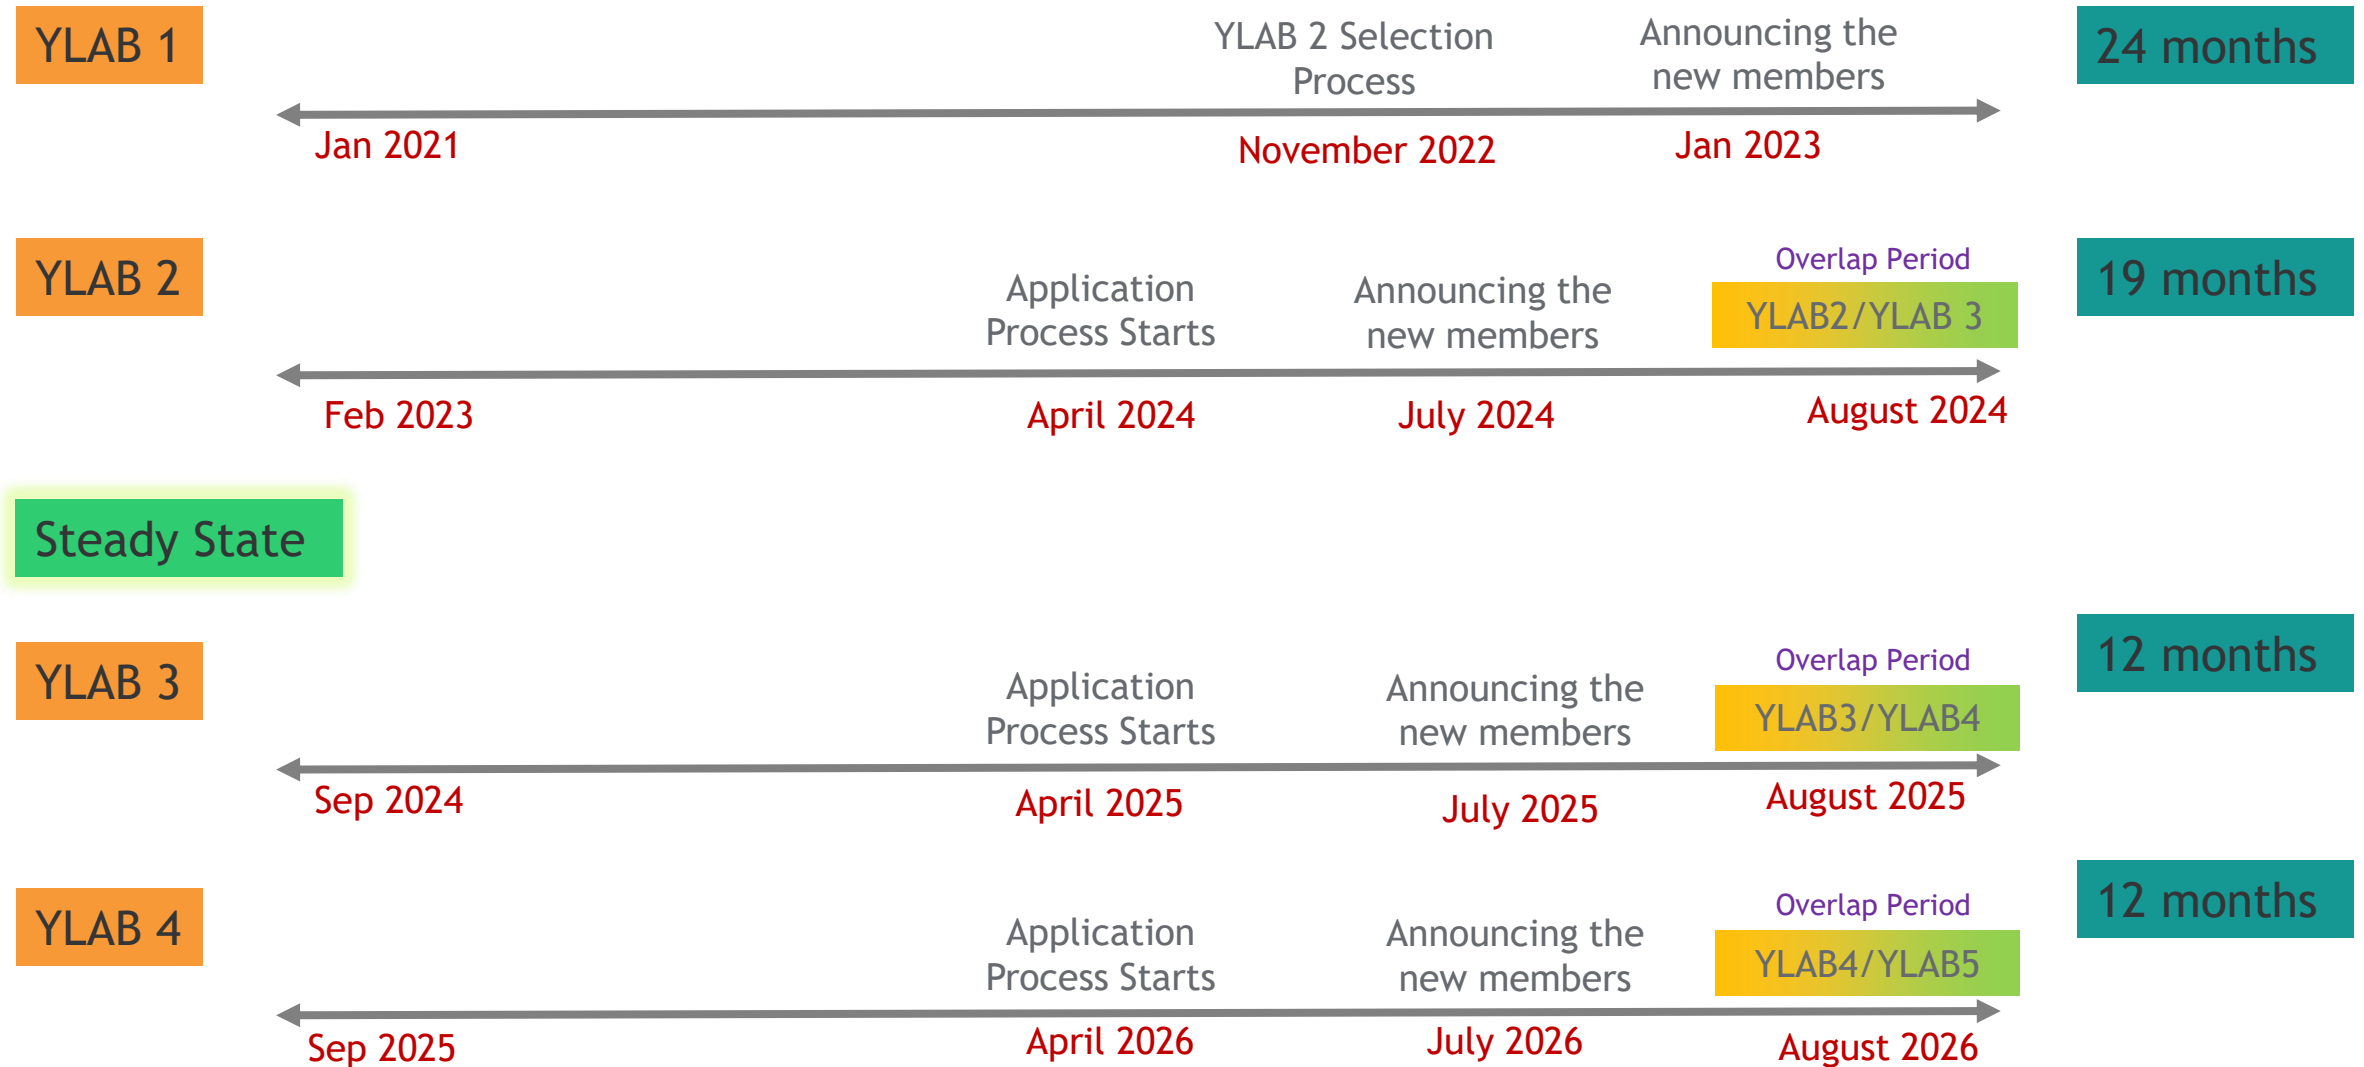 YLAB 1
YLAB 2 Selection
Process
Announcing the
new members
24 months
Jan 2021
November 2022
Jan 2023
YLAB 2
Application
Process Starts
Announcing the
new members
Overlap Period
YLAB2/YLAB 3
19 months
Feb 2023
April 2024
July 2024
August 2024
Steady State
YLAB 3
Application
Process Starts
Announcing the
new members
Overlap Period
YLAB3/YLAB4
12 months
Sep 2024
April 2025
July 2025
August 2025
YLAB 4
Application
Process Starts
Announcing the
new members
Overlap Period
YLAB4/YLAB5
12 months
Sep 2025
April 2026
July 2026
August 2026